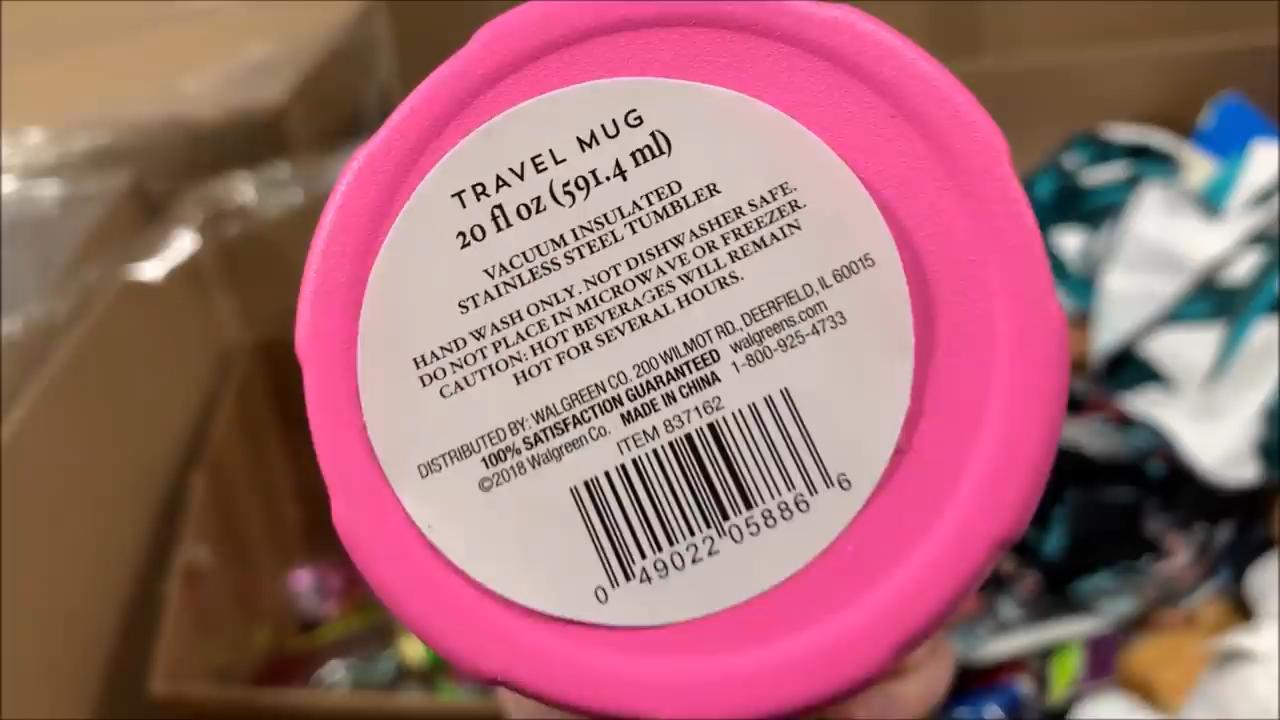 TRAVEL MUG
20 fl oz (591.4 ml)
VACUUM INSULATED
STAINLESS STEEL TUMBLER
HAND WASH ONLY. NOT DISHWASHER SAFE.
DO NOT PLACE IN MICROWAVE OR FREEZER.
CAUTION: HOT BEVERAGES WILL REMAIN
HOT FOR SEVERAL HOURS.
DISTRIBUTED BY: WALGREEN CO. 200 WILMOT RD., DEERFIELD, IL 60015
100% SATISFACTION GUARANTEED walgreens.com
©2018 Walgreen Co. MADE IN CHINA 1-800-925-4733
ITEM 837162
0 49022 05886 6